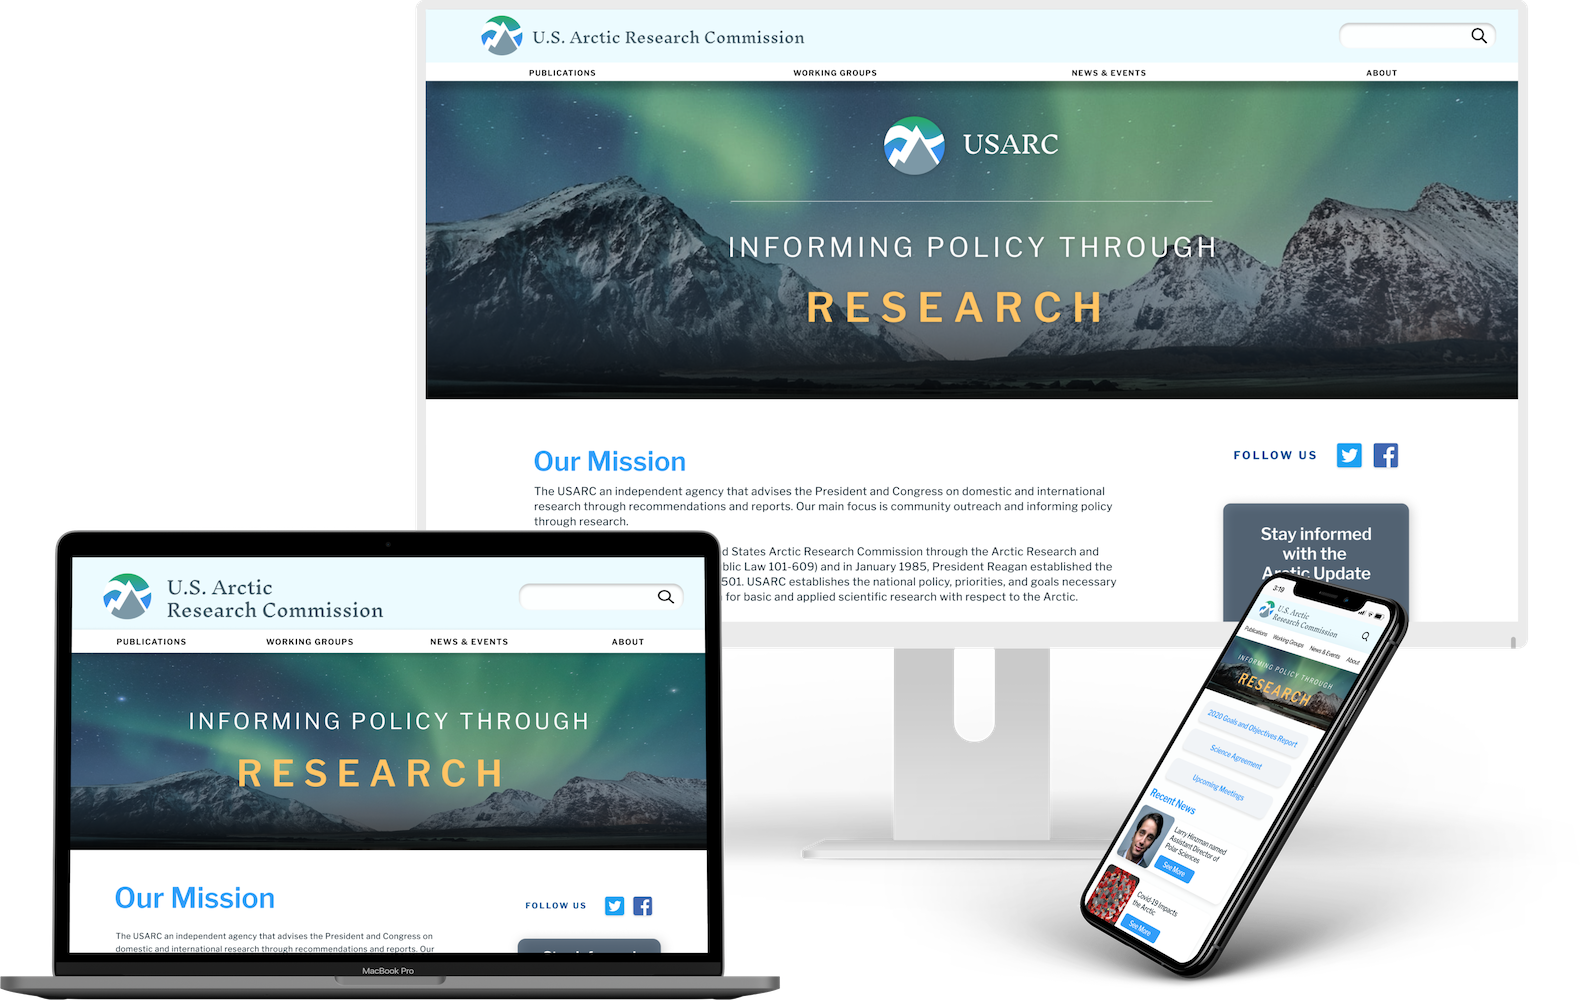 U.S. Arctic Research Commission
PUBLICATIONS
WORKING GROUPS
NEWS & EVENTS
ABOUT
USARC
INFORMING POLICY THROUGH
RESEARCH
Our Mission
The USARC an independent agency that advises the President and Congress on domestic and international
research through recommendations and reports. Our main focus is community outreach and informing policy
through research.
d States Arctic Research Commission through the Arctic Research and
blic Law 101-609) and in January 1985, President Reagan established the
501. USARC establishes the national policy, priorities, and goals necessary
for basic and applied scientific research with respect to the Arctic.
FOLLOW US
Stay informed
with the
Arctic Update
U.S. Arctic
Research Commission
PUBLICATIONS
WORKING GROUPS
NEWS & EVENTS
ABOUT
INFORMING POLICY THROUGH
RESEARCH
Our Mission
FOLLOW US
The USARC an independent agency that advises the President and Congress on
domestic and international research through recommendations and reports. Our
MacBook Pro
3:19
U.S. Arctic
Research Commission
Publications
Working Groups
News & Events
About
INFORMING POLICY THROUGH
RESEARCH
2020 Goals and Objectives Report
Science Agreement
Upcoming Meetings
Recent News
Larry Hinzman named
Assistant Director of
Polar Sciences
See More
Covid-19 Impacts
the Arctic
See More